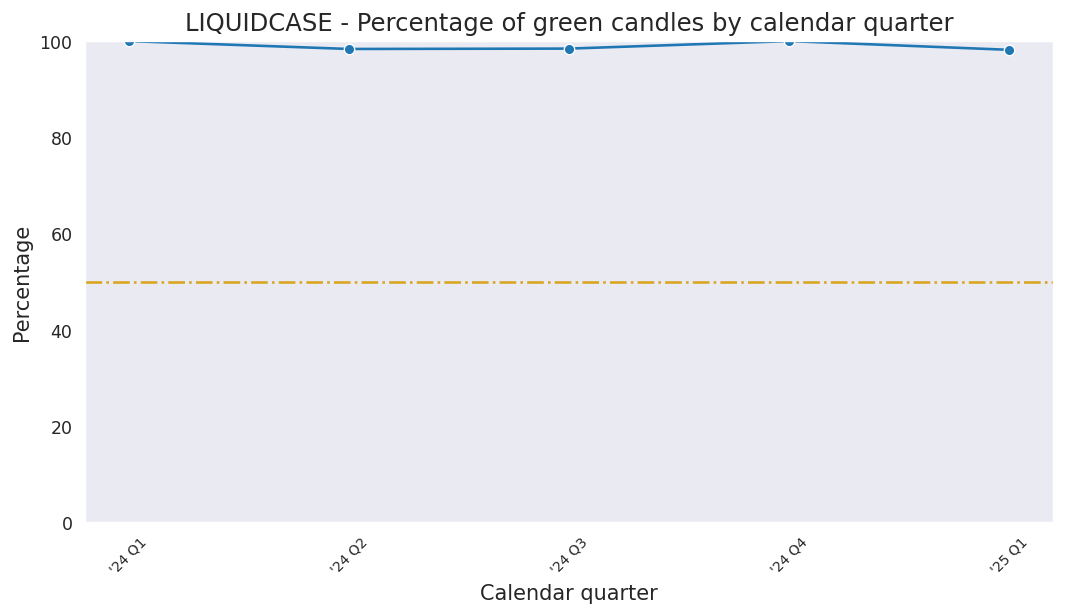 LIQUIDCASE - Percentage of green candles by calendar quarter
Percentage
100
80
60
40
20
0
'24 Q1
'24 Q2
'24 Q3
'24 Q4
'25 Q1
Calendar quarter